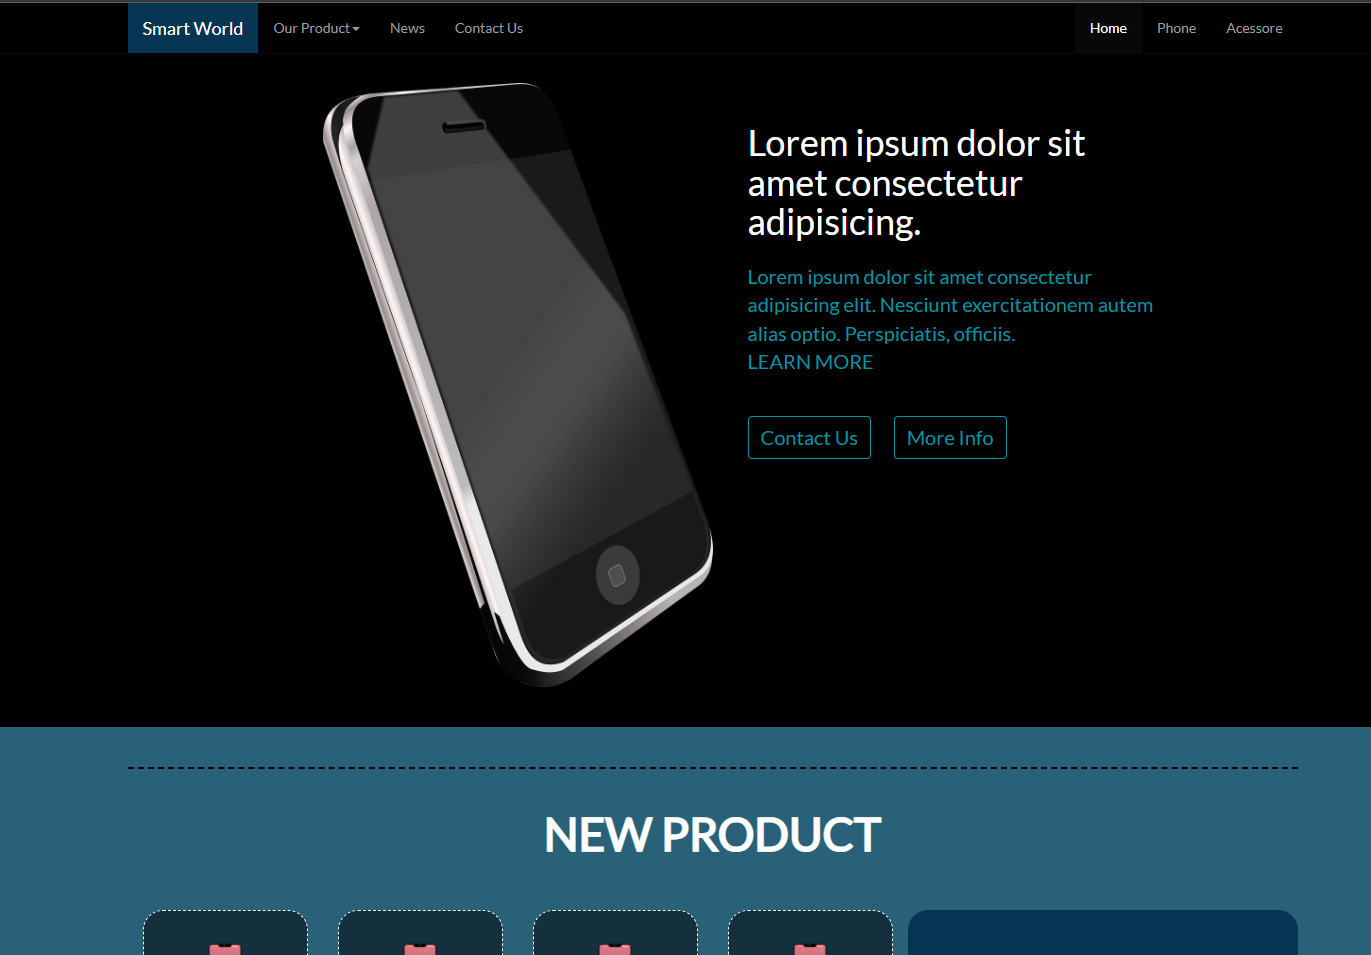 Smart World Our Product News Contact Us Home Phone Acessore
Lorem ipsum dolor sit
amet consectetur
adipisicing.
Lorem ipsum dolor sit amet consectetur
adipisicing elit. Nesciunt exercitationem autem
alias optio. Perspiciatis, officiis.
LEARN MORE
Contact Us More Info
NEW PRODUCT